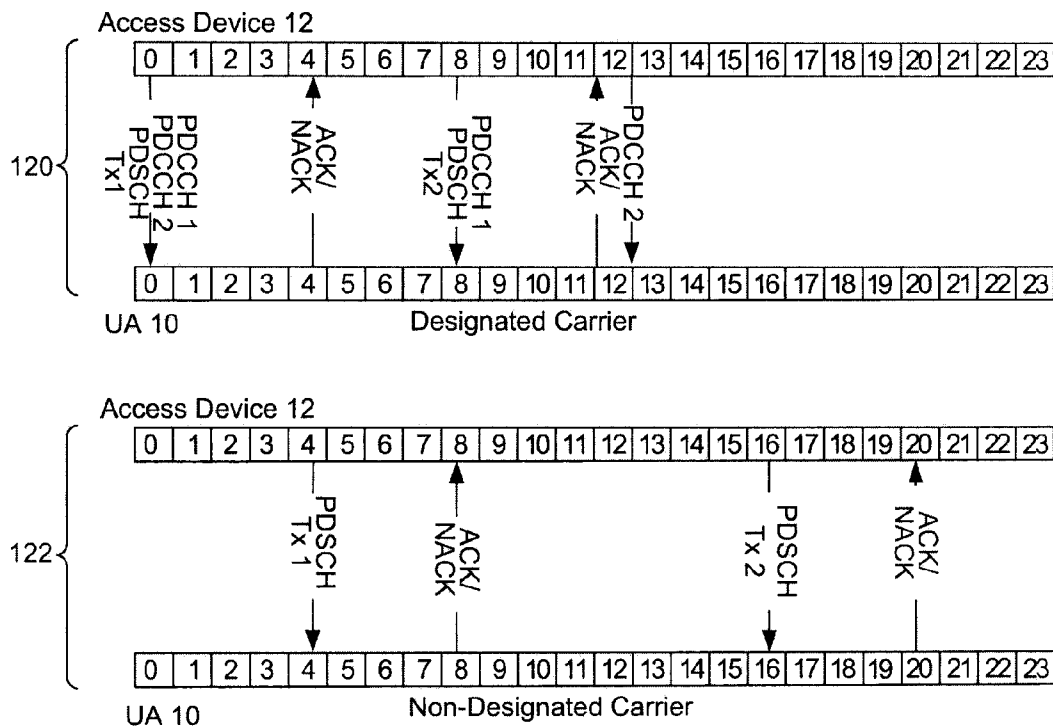 Access Device 12
0 1 2 3 4 5 6 7 8 9 10 11 12 13 14 15 16 17 18 19 20 21 22 23
120
PDCCH 1
PDCCH 2
PDSCH
Tx1
ACK/
NACK
PDCCH 1
PDSCH
Tx2
ACK/
NACK
PDCCH 2
0 1 2 3 4 5 6 7 8 9 10 11 12 13 14 15 16 17 18 19 20 21 22 23
UA 10
Designated Carrier
Access Device 12
0 1 2 3 4 5 6 7 8 9 10 11 12 13 14 15 16 17 18 19 20 21 22 23
122
PDSCH
Tx 1
ACK/
NACK
PDSCH
Tx 2
ACK/
NACK
0 1 2 3 4 5 6 7 8 9 10 11 12 13 14 15 16 17 18 19 20 21 22 23
UA 10
Non-Designated Carrier